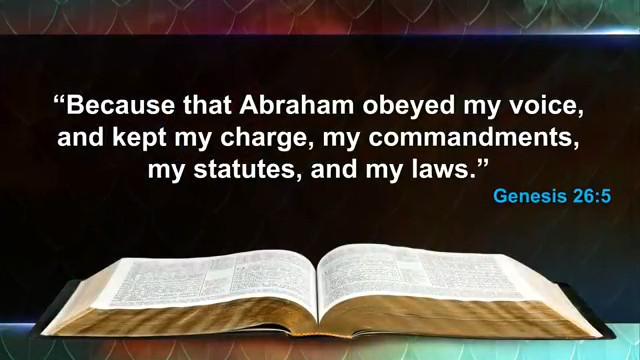 “Because that Abraham obeyed my voice,
and kept my charge, my commandments,
my statutes, and my laws.”
Genesis 26:5